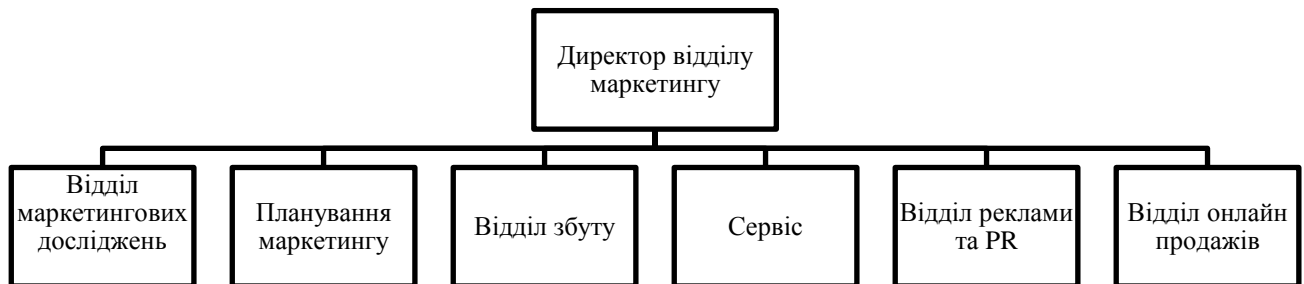 Директор відділу
маркетингу
Відділ
маркетингових
досліджень
Планування
маркетингу
Відділ збуту
Сервіс
Відділ реклами
та PR
Відділ онлайн
продажів